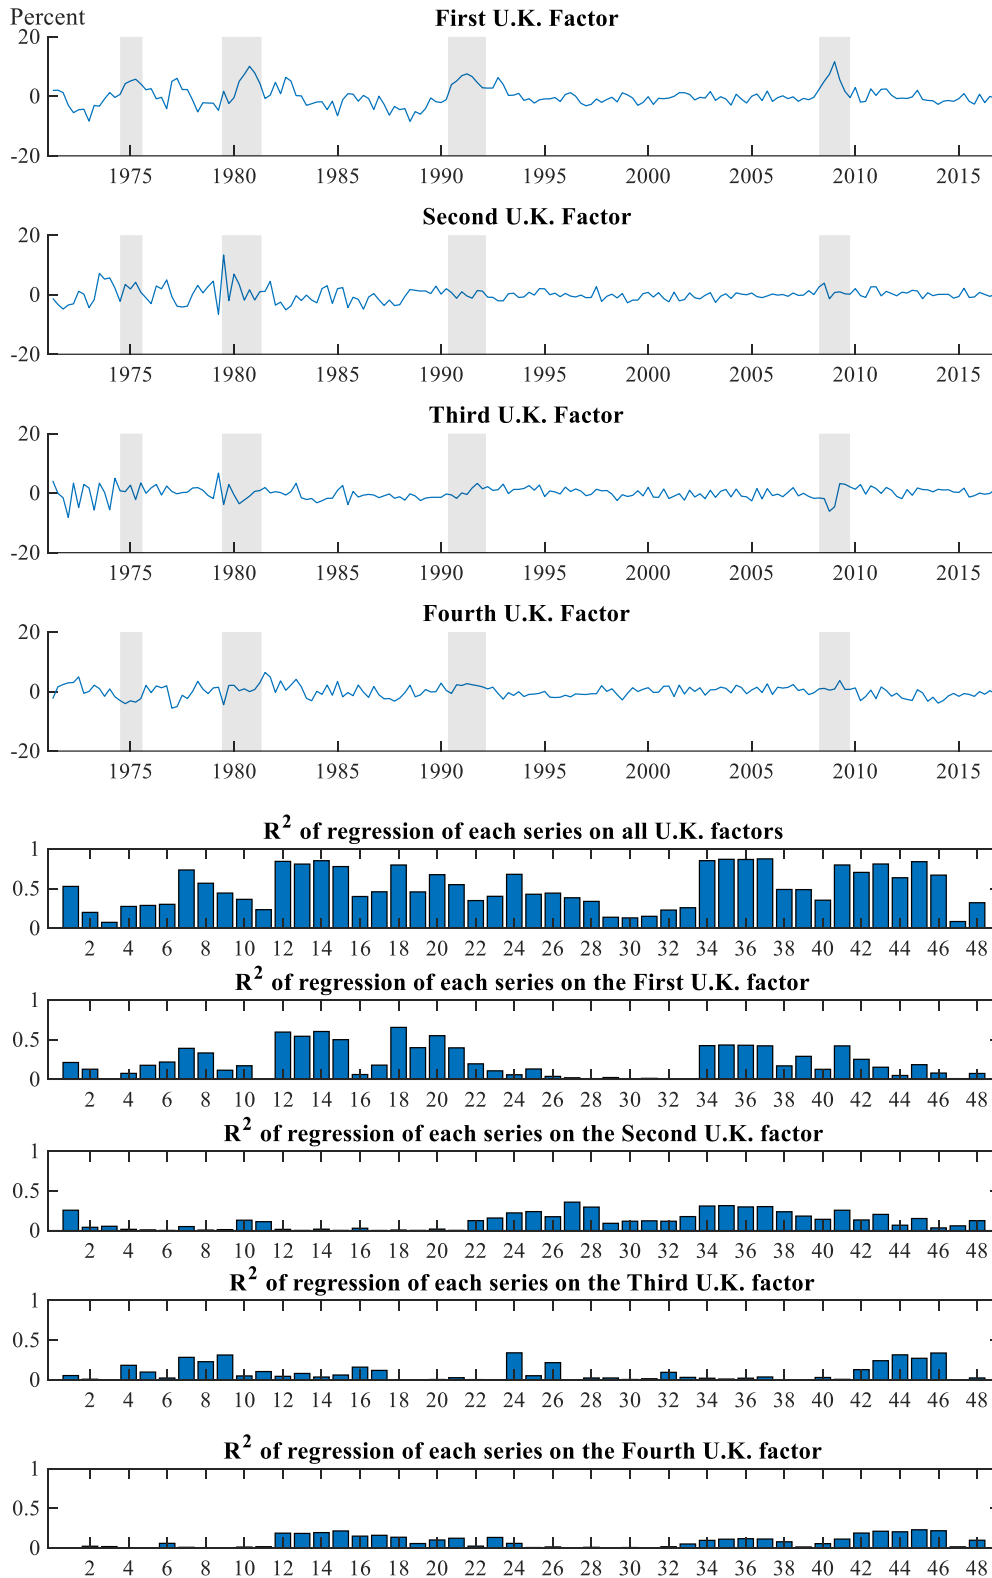 Percent
First U.K. Factor
20
0
-20
1975 1980 1985 1990 1995 2000 2005 2010 2015
Second U.K. Factor
20
0
-20
1975 1980 1985 1990 1995 2000 2005 2010 2015
Third U.K. Factor
20
0
-20
1975 1980 1985 1990 1995 2000 2005 2010 2015
Fourth U.K. Factor
20
0
-20
1975 1980 1985 1990 1995 2000 2005 2010 2015
R² of regression of each series on all U.K. factors
1
0.5
0
2 4 6 8 10 12 14 16 18 20 22 24 26 28 30 32 34 36 38 40 42 44 46 48
R² of regression of each series on the First U.K. factor
1
0.5
0
2 4 6 8 10 12 14 16 18 20 22 24 26 28 30 32 34 36 38 40 42 44 46 48
R² of regression of each series on the Second U.K. factor
1
0.5
0
2 4 6 8 10 12 14 16 18 20 22 24 26 28 30 32 34 36 38 40 42 44 46 48
R² of regression of each series on the Third U.K. factor
1
0.5
0
2 4 6 8 10 12 14 16 18 20 22 24 26 28 30 32 34 36 38 40 42 44 46 48
R² of regression of each series on the Fourth U.K. factor
1
0.5
0
2 4 6 8 10 12 14 16 18 20 22 24 26 28 30 32 34 36 38 40 42 44 46 48